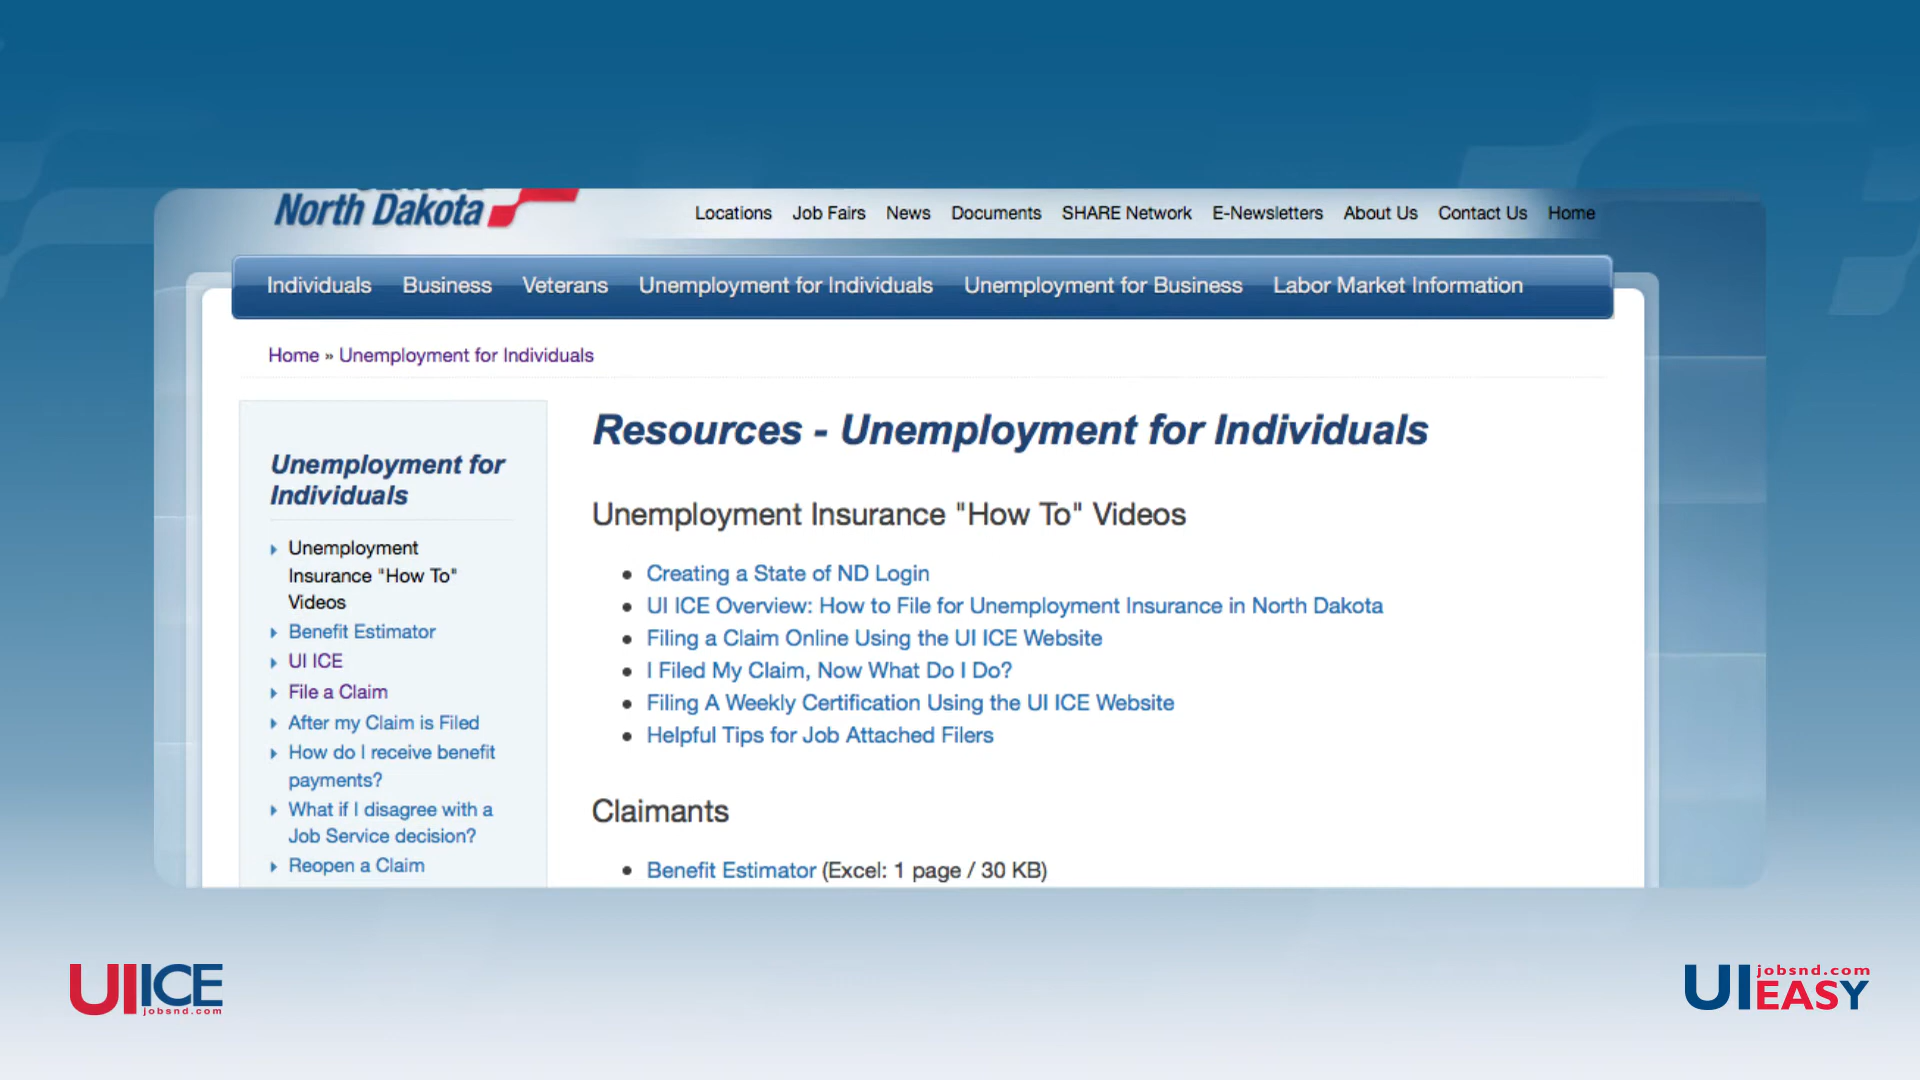 North Dakota
Locations Job Fairs News Documents SHARE Network E-Newsletters About Us Contact Us Home
Individuals Business Veterans Unemployment for Individuals Unemployment for Business Labor Market Information
Home » Unemployment for Individuals
Unemployment for
Individuals
Unemployment
Insurance "How To"
Videos
Benefit Estimator
UI ICE
File a Claim
After my Claim is Filed
How do I receive benefit
payments?
What if I disagree with a
Job Service decision?
Reopen a Claim
Resources - Unemployment for Individuals
Unemployment Insurance "How To" Videos
• Creating a State of ND Login
• UI ICE Overview: How to File for Unemployment Insurance in North Dakota
• Filing a Claim Online Using the UI ICE Website
• I Filed My Claim, Now What Do I Do?
• Filing A Weekly Certification Using the UI ICE Website
• Helpful Tips for Job Attached Filers
Claimants
• Benefit Estimator (Excel: 1 page / 30 KB)
UIICE
jobsnd.com
jobsnd.com
UIEASY